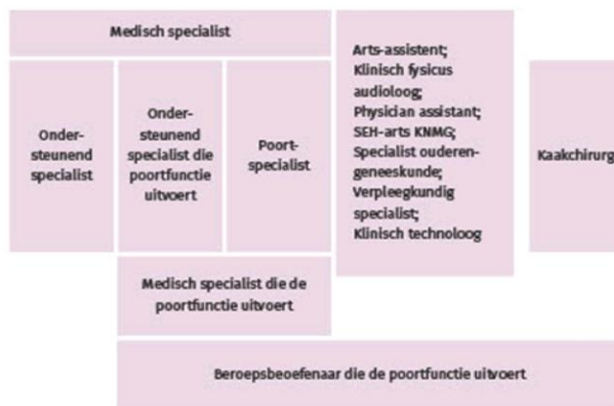 Medisch specialist
Onder-
steunend
specialist
Onder-
steunend
specialist die
poortfunctie
uitvoert
Poort-
specialist
Arts-assistent;
Klinisch fysicus
audioloog;
Physician assistant;
SEH-arts KNMG;
Specialist ouderen-
geneeskunde;
Verpleegkundig
specialist;
Klinisch technoloog
Kaakchirurg
Medisch specialist die de
poortfunctie uitvoert
Beroepsbeoefenaar die de poortfunctie uitvoert